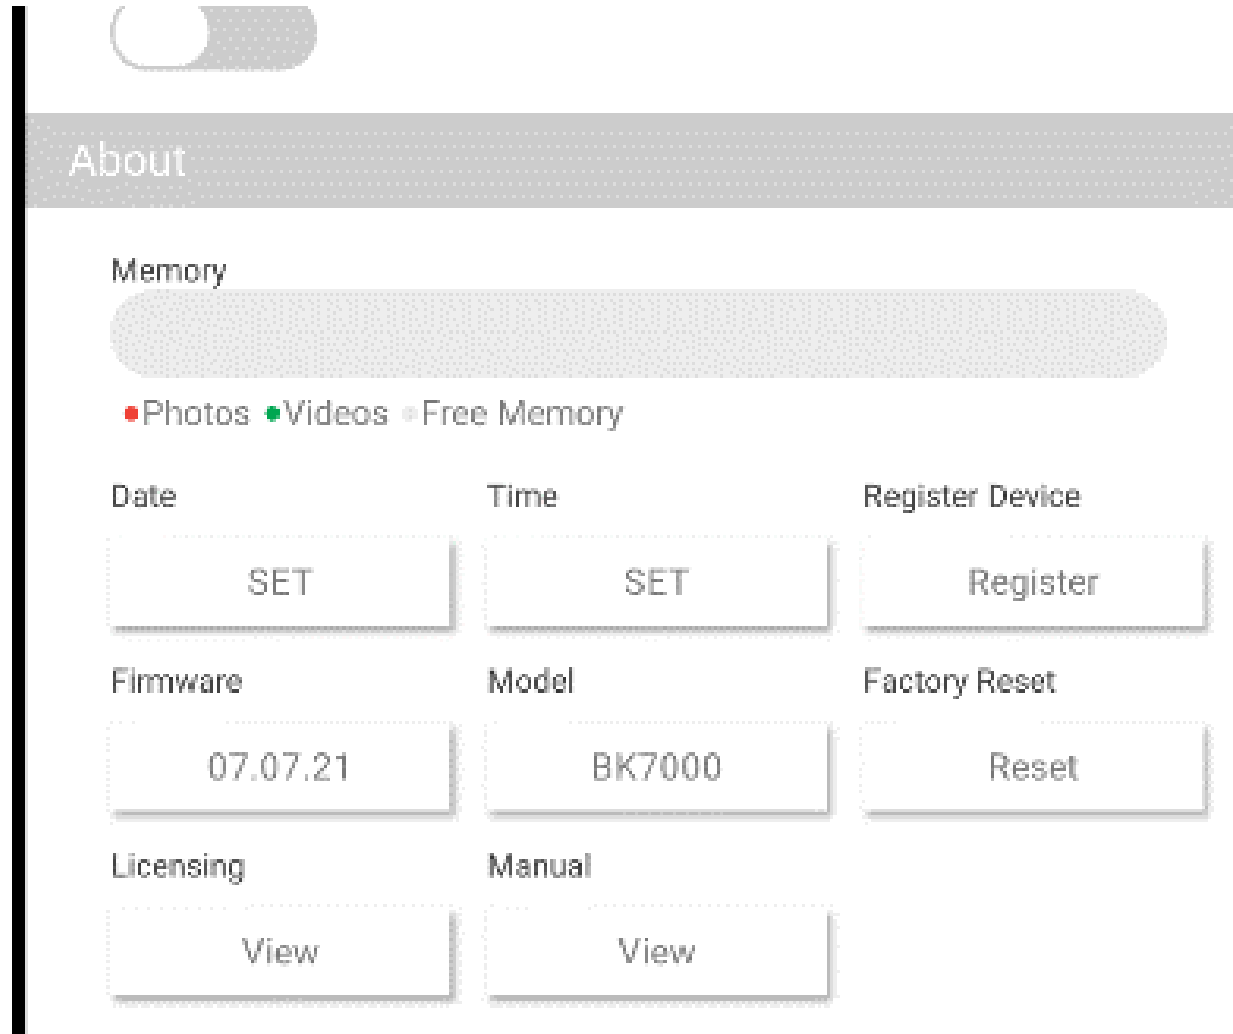 About
Memory
Photos Videos Free Memory
Date Time Register Device
SET SET Register
Firmware Model Factory Reset
07.07.21 BK7000 Reset
Licensing Manual
View View